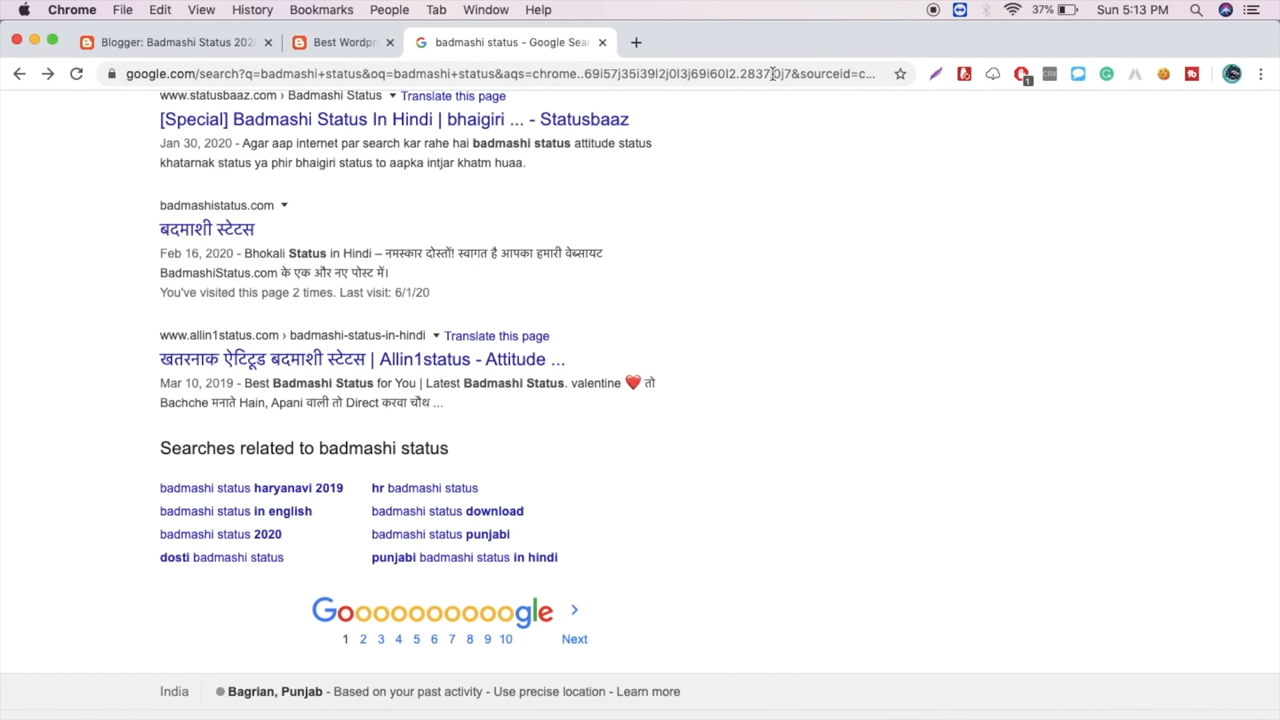 Chrome File Edit View History Bookmarks People Tab Window Help 37% Sun 5:13 PM
Blogger: Badmashi Status 202 Best Wordpr badmashi status - Google Sear
google.com/search?q=badmashi+status&oq=badmashi+status&aqs=chrome..69i57j35i39l2j0l3j69i60l2.28370j7&sourceid=c... 1 CRX
www.statusbaaz.com › Badmashi Status Translate this page
[Special] Badmashi Status In Hindi | bhaigiri ... - Statusbaaz
Jan 30, 2020 - Agar aap internet par search kar rahe hai badmashi status attitude status
khatarnak status ya phir bhaigiri status to aapka intjar khatm huaa.
badmashistatus.com
बदमाशी स्टेटस
Feb 16, 2020 - Bhokali Status in Hindi – नमस्कार दोस्तों! स्वागत है आपका हमारी वेब्सायट
BadmashiStatus.com के एक और नए पोस्ट में।
You've visited this page 2 times. Last visit: 6/1/20
www.allin1status.com › badmashi-status-in-hindi Translate this page
खतरनाक ऐटिटूड बदमाशी स्टेटस | Allin1status - Attitude ...
Mar 10, 2019 - Best Badmashi Status for You | Latest Badmashi Status. valentine ❤️ तो
Bachche मनाते Hain, Apani वाली तो Direct करवा चौथ ...
Searches related to badmashi status
badmashi status haryanavi 2019 hr badmashi status
badmashi status in english badmashi status download
badmashi status 2020 badmashi status punjabi
dosti badmashi status punjabi badmashi status in hindi
Goooooooooogle >
1 2 3 4 5 6 7 8 9 10 Next
India Bagrian, Punjab - Based on your past activity - Use precise location - Learn more